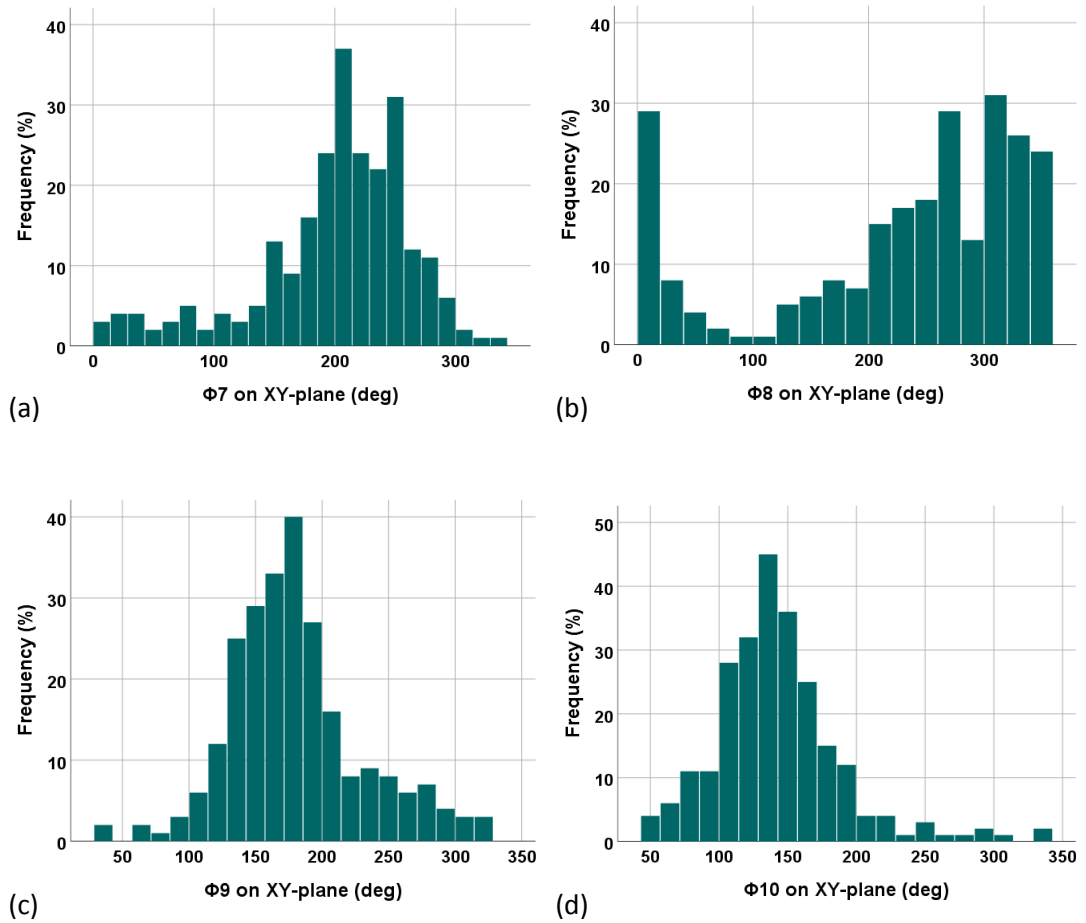 40
30
20
10
0
Frequency (%)
0 100 200 300
Φ7 on XY-plane (deg)
(a)
40
30
20
10
0
Frequency (%)
0 100 200 300
Φ8 on XY-plane (deg)
(b)
40
30
20
10
0
Frequency (%)
50 100 150 200 250 300 350
Φ9 on XY-plane (deg)
(c)
50
40
30
20
10
0
Frequency (%)
50 100 150 200 250 300 350
Φ10 on XY-plane (deg)
(d)